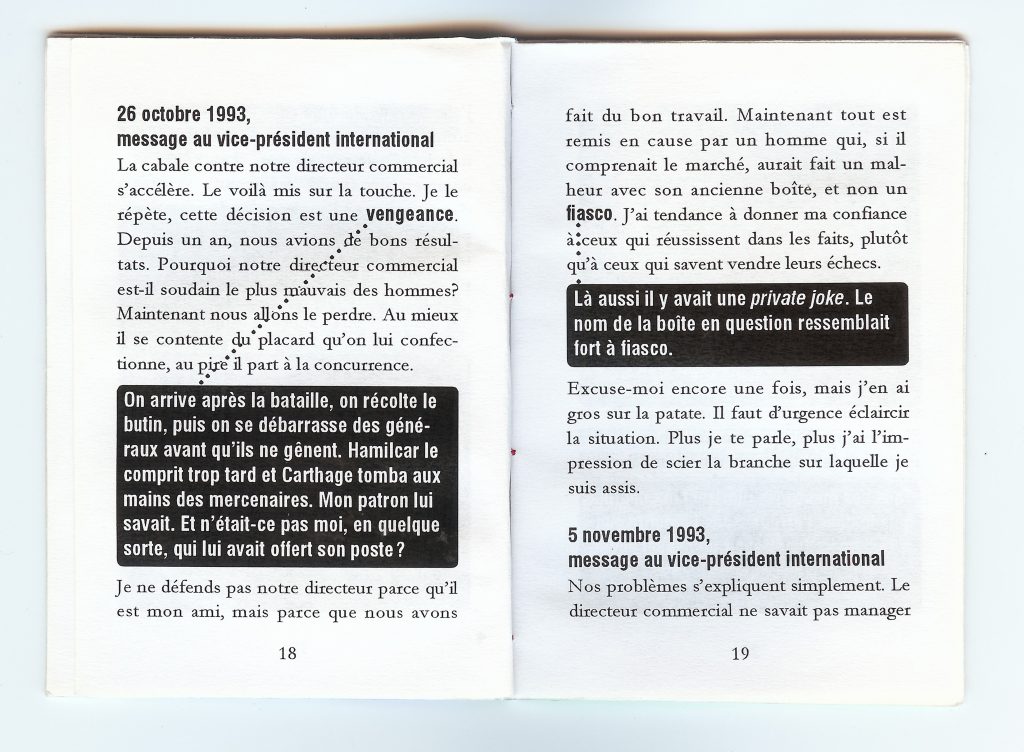 26 octobre 1993,
message au vice-président international
La cabale contre notre directeur commercial
s'accélère. Le voilà mis sur la touche. Je le
répète, cette décision est une vengeance.
Depuis un an, nous avions de bons résul-
tats. Pourquoi notre directeur commercial
est-il soudain le plus mauvais des hommes?
Maintenant nous allons le perdre. Au mieux
il se contente du placard qu'on lui confec-
tionne, au pire il part à la concurrence.
On arrive après la bataille, on récolte le
butin, puis on se débarrasse des géné-
raux avant qu'ils ne gênent. Hamilcar le
comprit trop tard et Carthage tomba aux
mains des mercenaires. Mon patron lui
savait. Et n'était-ce pas moi, en quelque
sorte, qui lui avait offert son poste ?
Je ne défends pas notre directeur parce qu'il
est mon ami, mais parce que nous avons
18
fait du bon travail. Maintenant tout est
remis en cause par un homme qui, si il
comprenait le marché, aurait fait un mal-
heur avec son ancienne boîte, et non un
fiasco. J'ai tendance à donner ma confiance
à ceux qui réussissent dans les faits, plutôt
qu'à ceux qui savent vendre leurs échecs.
Là aussi il y avait une private joke. Le
nom de la boîte en question ressemblait
fort à fiasco.
Excuse-moi encore une fois, mais j'en ai
gros sur la patate. Il faut d'urgence éclaircir
la situation. Plus je te parle, plus j'ai l'im-
pression de scier la branche sur laquelle je
suis assis.
5 novembre 1993,
message au vice-président international
Nos problèmes s'expliquent simplement. Le
directeur commercial ne savait pas manager
19